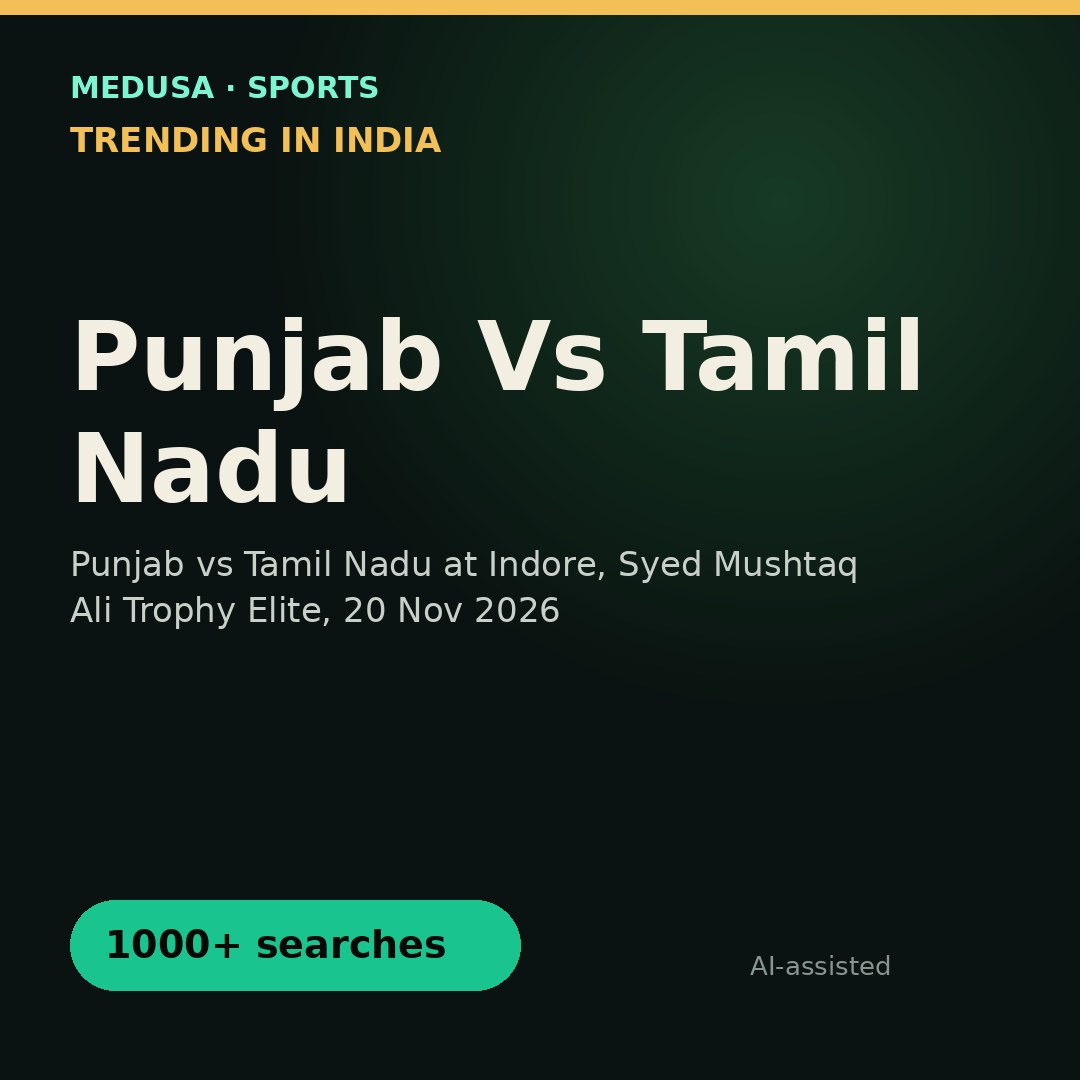 MEDUSA · SPORTS
TRENDING IN INDIA
Punjab Vs Tamil
Nadu
Punjab vs Tamil Nadu at Indore, Syed Mushtaq
Ali Trophy Elite, 20 Nov 2026
1000+ searches
AI-assisted